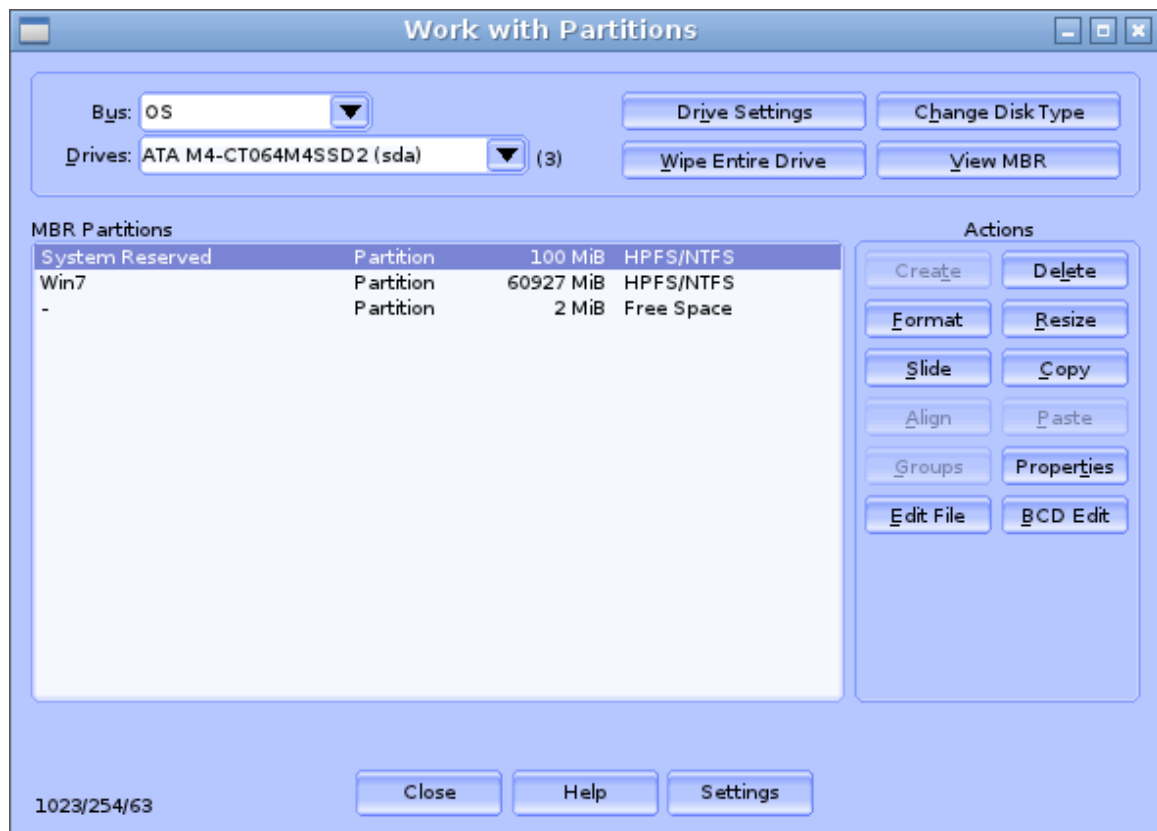 Work with Partitions
Bus: OS
Drive Settings Change Disk Type
Drives: ATA M4-CT064M4SSD2 (sda) (3)
Wipe Entire Drive View MBR
MBR Partitions
System Reserved Partition 100 MiB HPFS/NTFS
Win7 Partition 60927 MiB HPFS/NTFS
- Partition 2 MiB Free Space
Actions
Create Delete
Format Resize
Slide Copy
Align Paste
Groups Properties
Edit File BCD Edit
Close Help Settings
1023/254/63